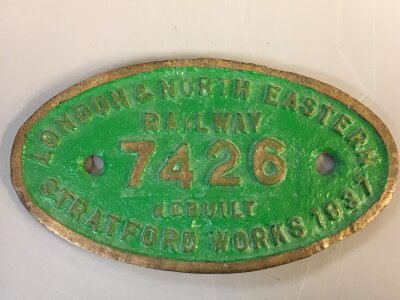 LONDON & NORTH EASTERN
RAILWAY
7426
REBUILT
STRATFORD WORKS 1937